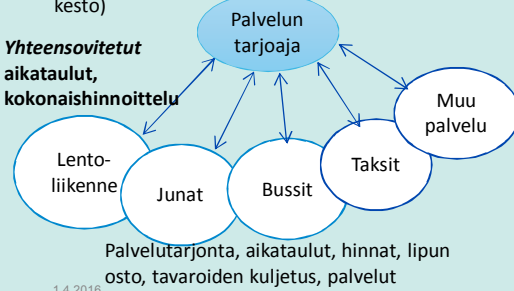 kesto)
Palvelun
tarjoaja
Yhteensovitetut
aikataulut,
kokonaishinnoittelu
Muu
palvelu
Lento-
liikenne
Junat
Bussit
Taksit
Palvelutarjonta, aikataulut, hinnat, lipun
osto, tavaroiden kuljetus, palvelut
1.4.2016